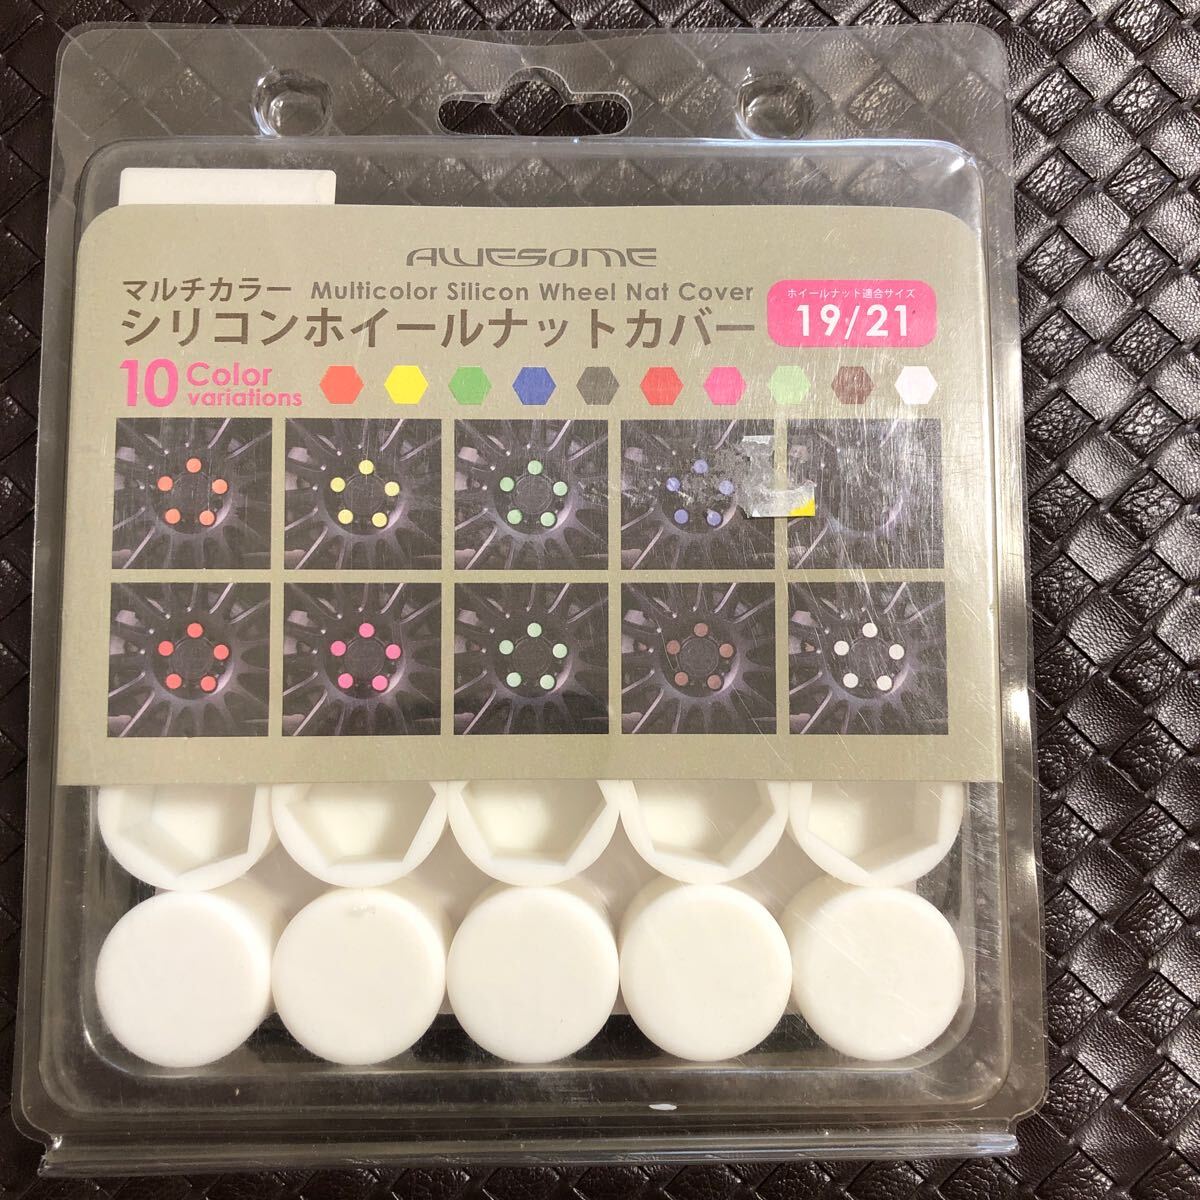 AWESOME
マルチカラー Multicolor Silicon Wheel Nat Cover
シリコンホイールナットカバー
ホイールナット適合サイズ
19/21
10 Color variations